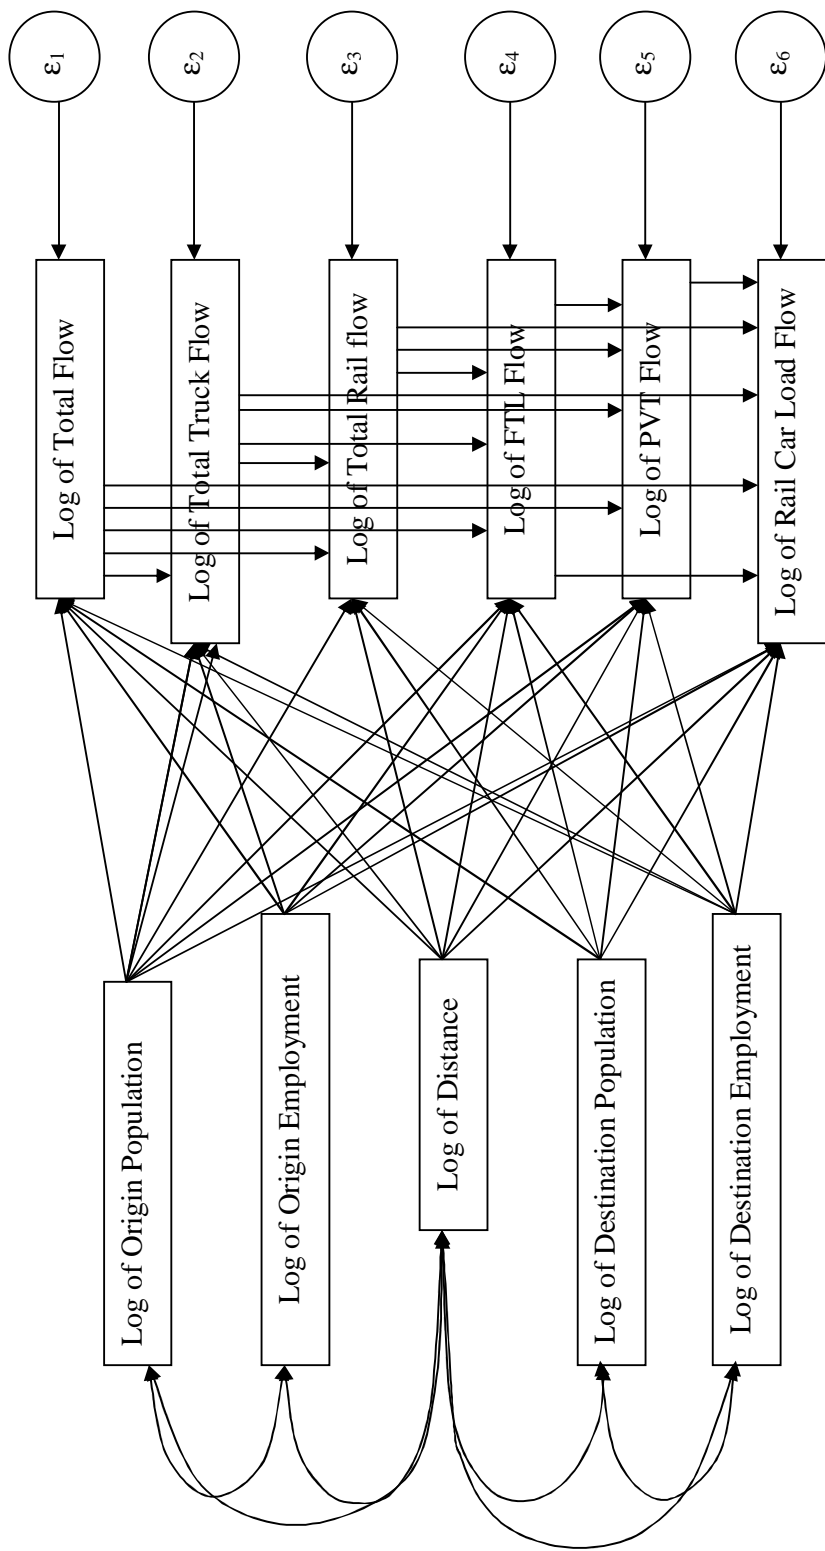 ε1
ε2
ε3
ε4
ε5
ε6
Log of Total Flow
Log of Total Truck Flow
Log of Total Rail flow
Log of FTL Flow
Log of PVT Flow
Log of Rail Car Load Flow
Log of Origin Population
Log of Origin Employment
Log of Distance
Log of Destination Population
Log of Destination Employment